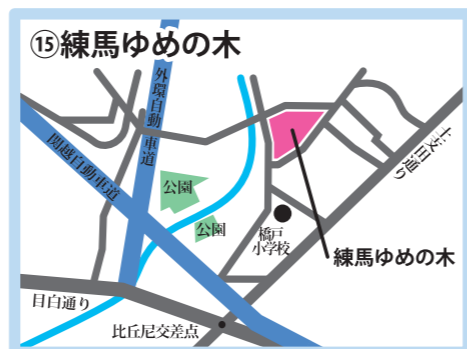 ⑮練馬ゆめの木
外環自動車道
関越自動車道
土支田通り
公園
公園
橋戸
小学校
練馬ゆめの木
目白通り
比丘尼交差点